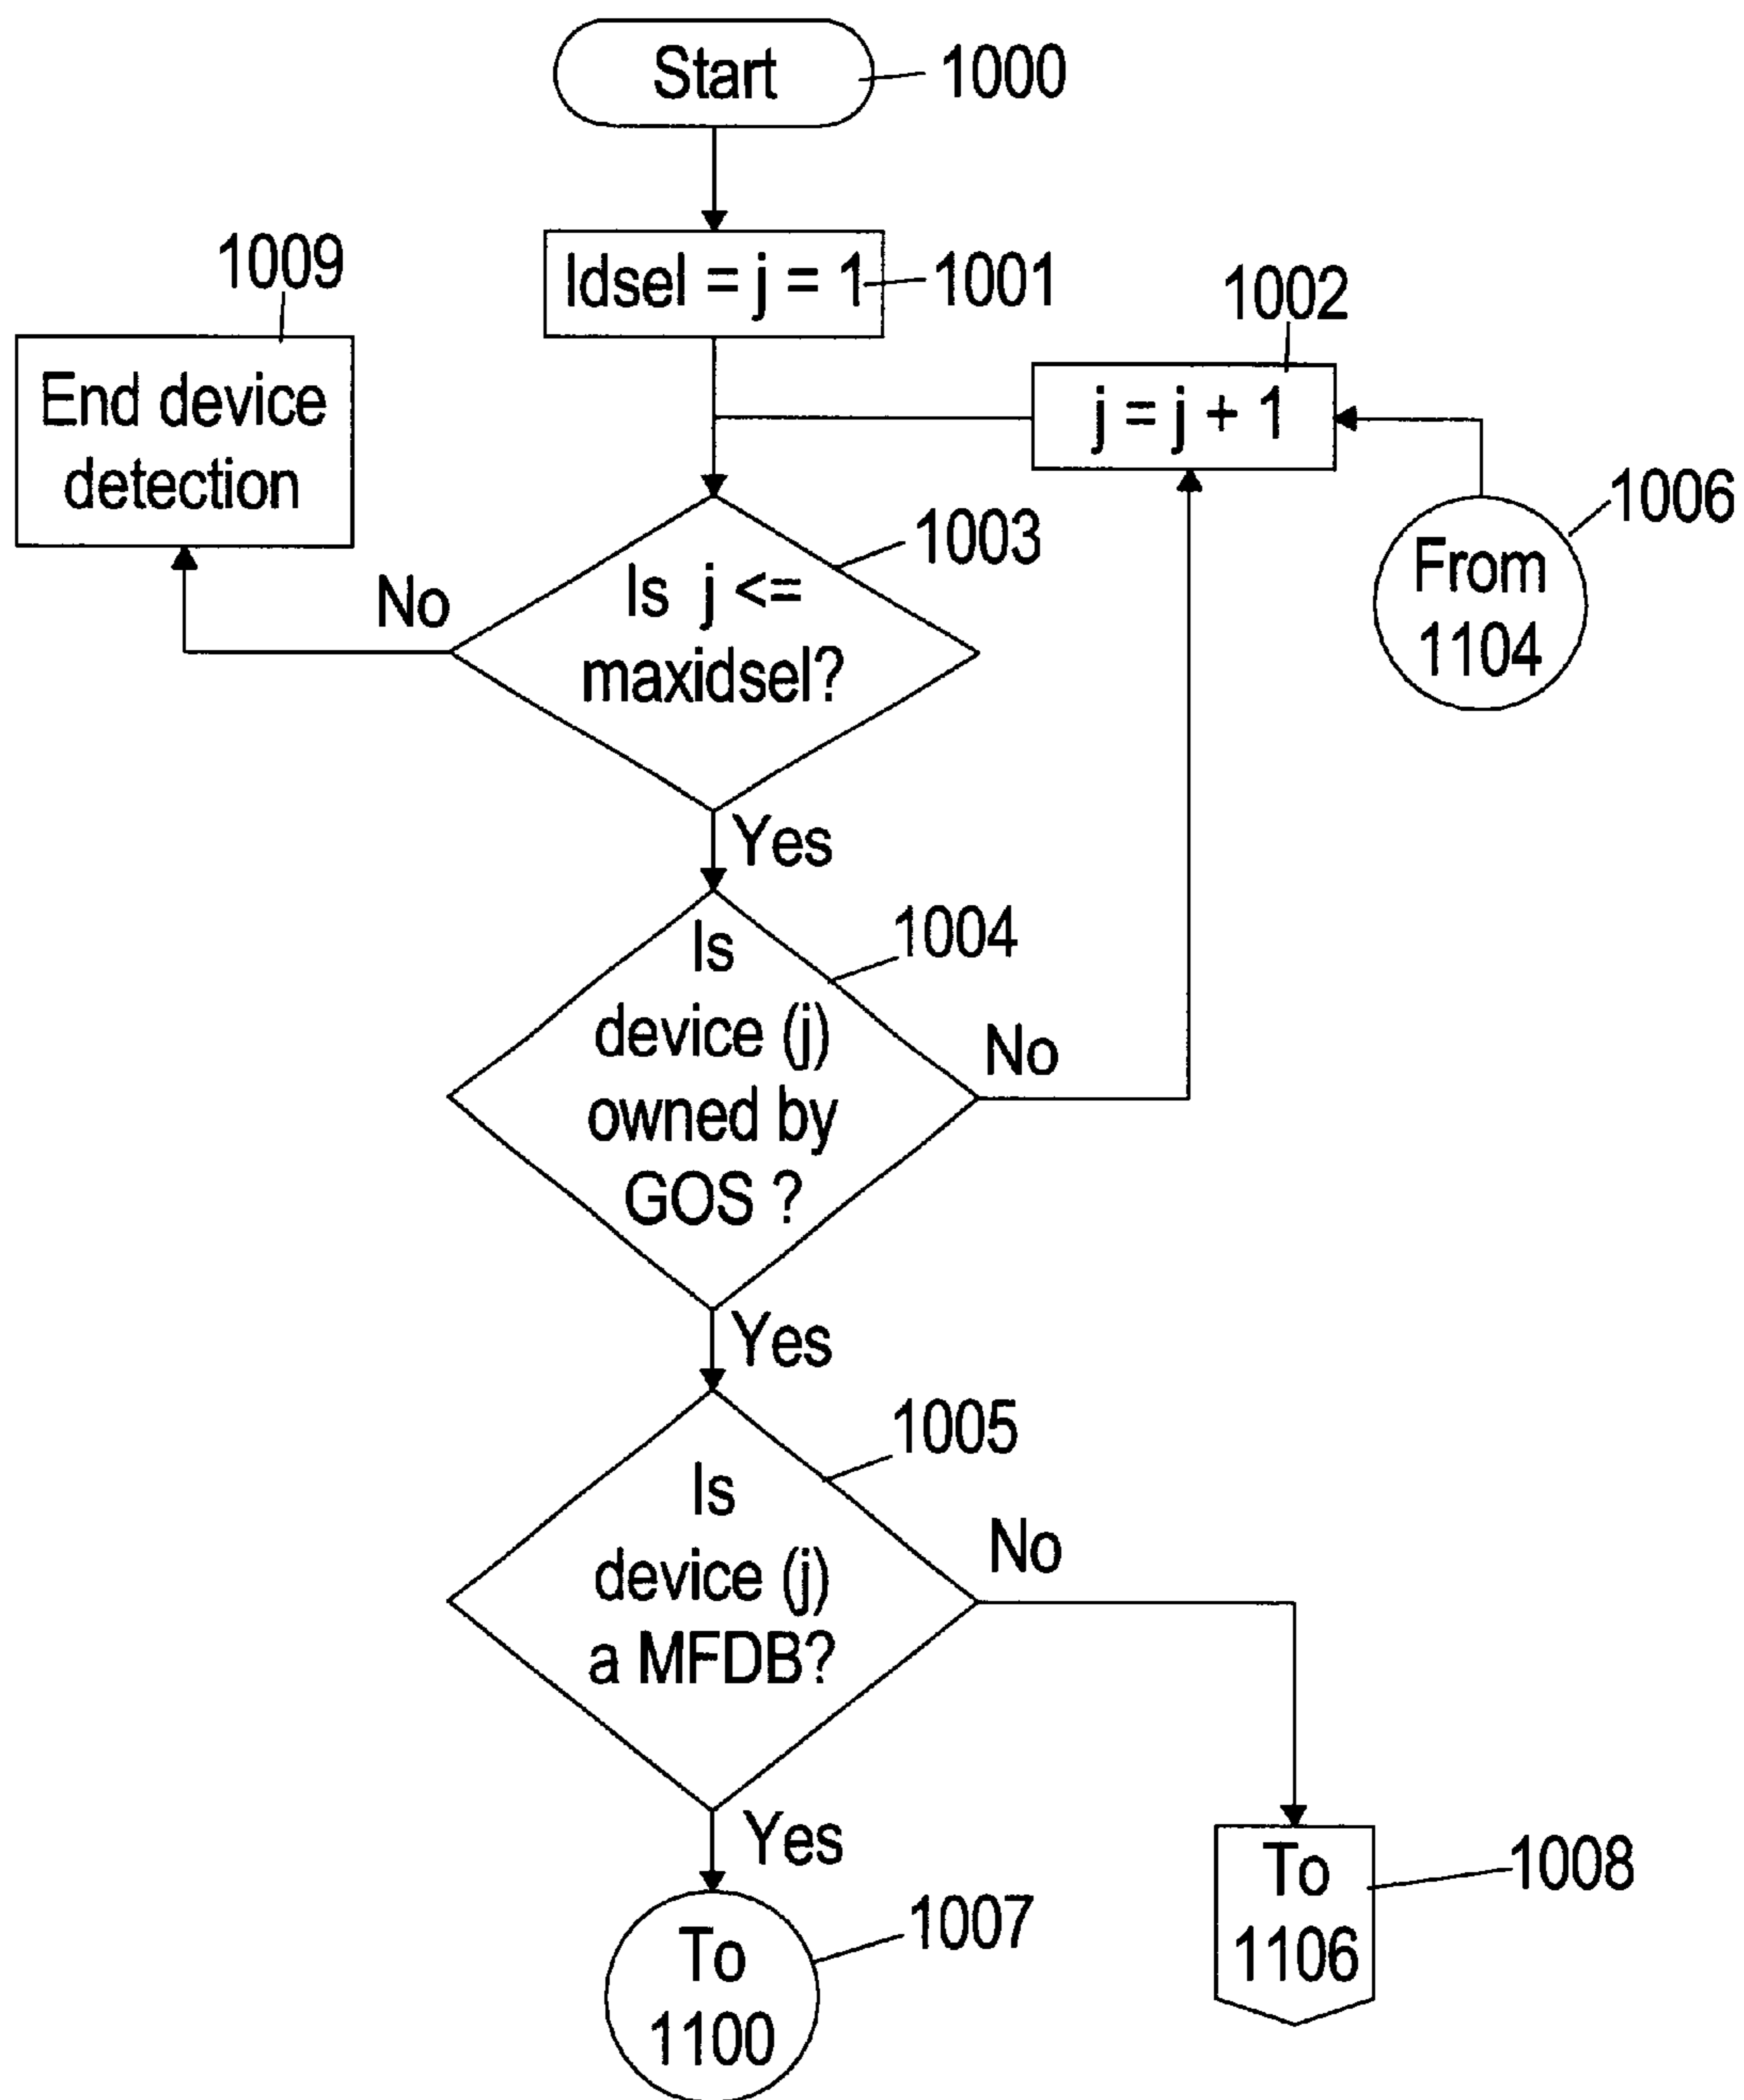 Start
1000
Idsel = j = 1
1001
1009
1002
End device
detection
j = j + 1
1006
From
1104
1003
Is j <=
maxidsel?
No
Yes
1004
Is
device (j)
owned by
GOS ?
No
Yes
1005
Is
device (j)
a MFDB?
No
Yes
1007
To
1100
1008
To
1106